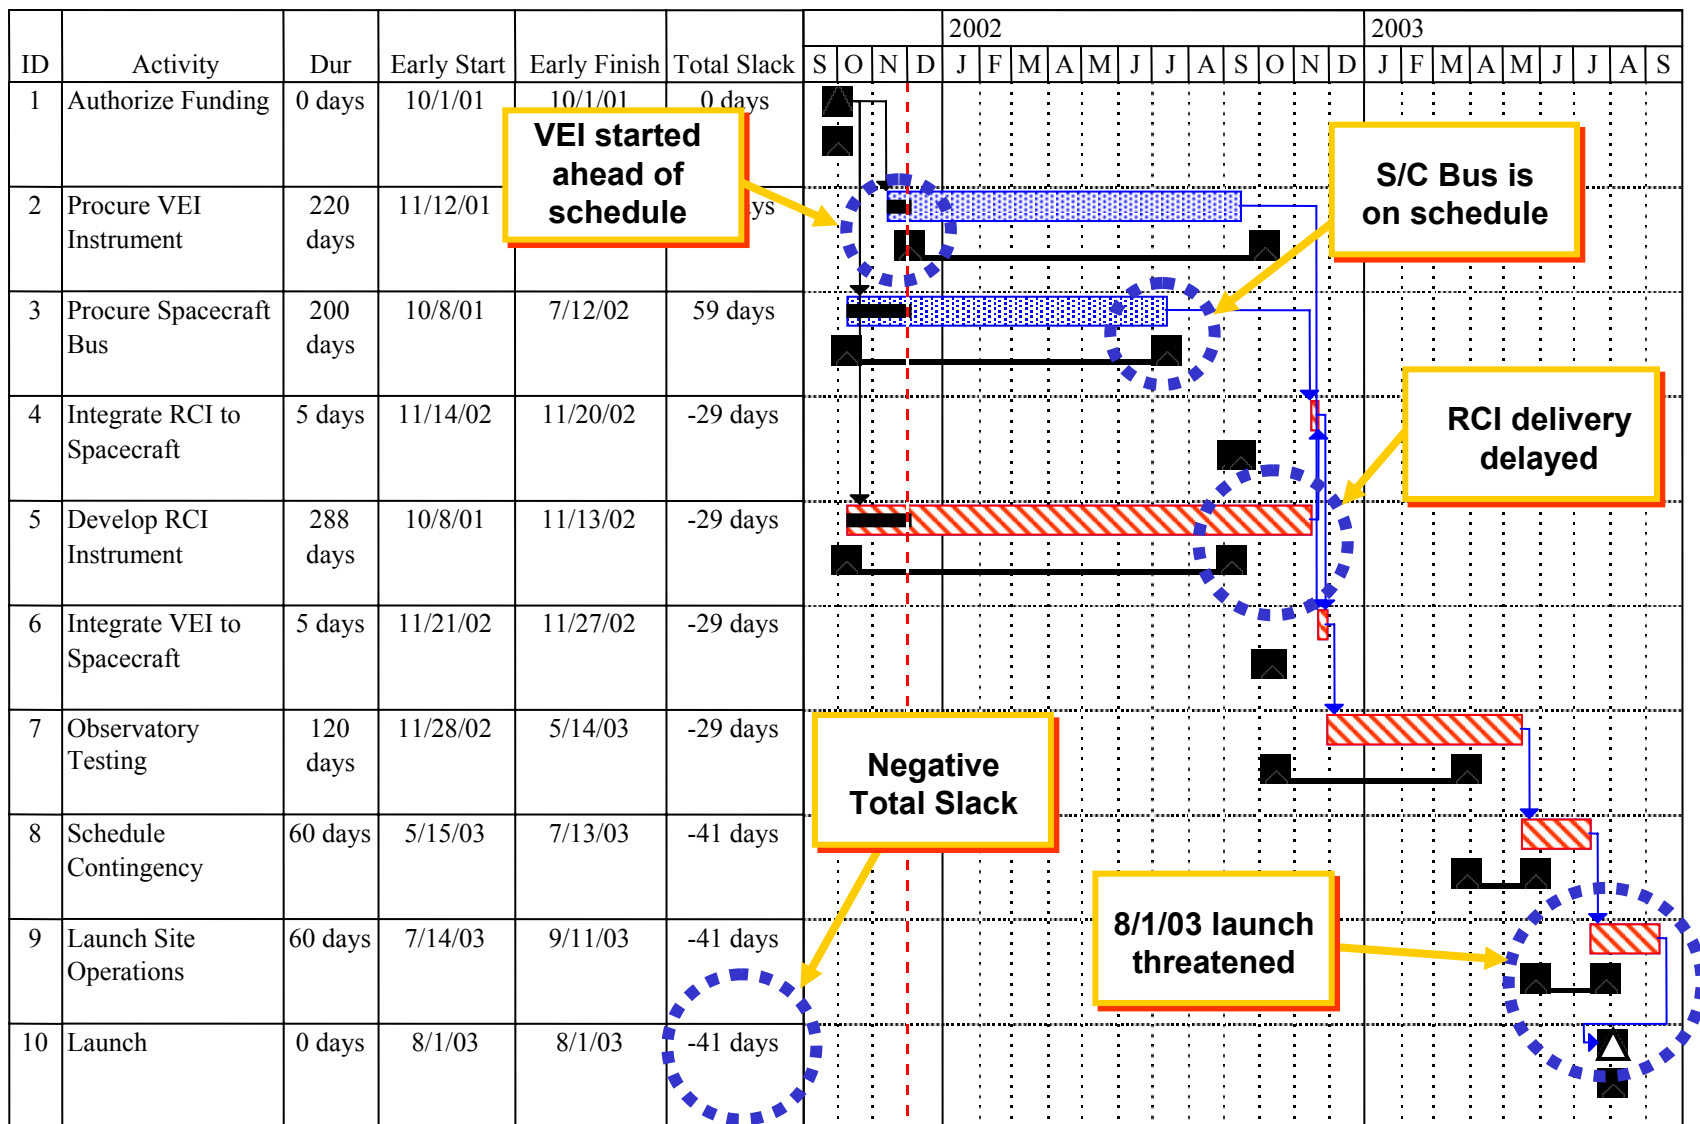 2002 2003
ID Activity Dur Early Start Early Finish Total Slack S O N D J F M A M J J A S O N D J F M A M J J A S
1 Authorize Funding 0 days 10/1/01 10/1/01 0 days
VEI started
ahead of
schedule
S/C Bus is
on schedule
2 Procure VEI 220 11/12/01
Instrument days
3 Procure Spacecraft 200 10/8/01 7/12/02 59 days
Bus days
4 Integrate RCI to 5 days 11/14/02 11/20/02 -29 days
Spacecraft
RCI delivery
delayed
5 Develop RCI 288 10/8/01 11/13/02 -29 days
Instrument days
6 Integrate VEI to 5 days 11/21/02 11/27/02 -29 days
Spacecraft
7 Observatory 120 11/28/02 5/14/03 -29 days
Testing days
Negative
Total Slack
8 Schedule 60 days 5/15/03 7/13/03 -41 days
Contingency
8/1/03 launch
threatened
9 Launch Site 60 days 7/14/03 9/11/03 -41 days
Operations
10 Launch 0 days 8/1/03 8/1/03 -41 days